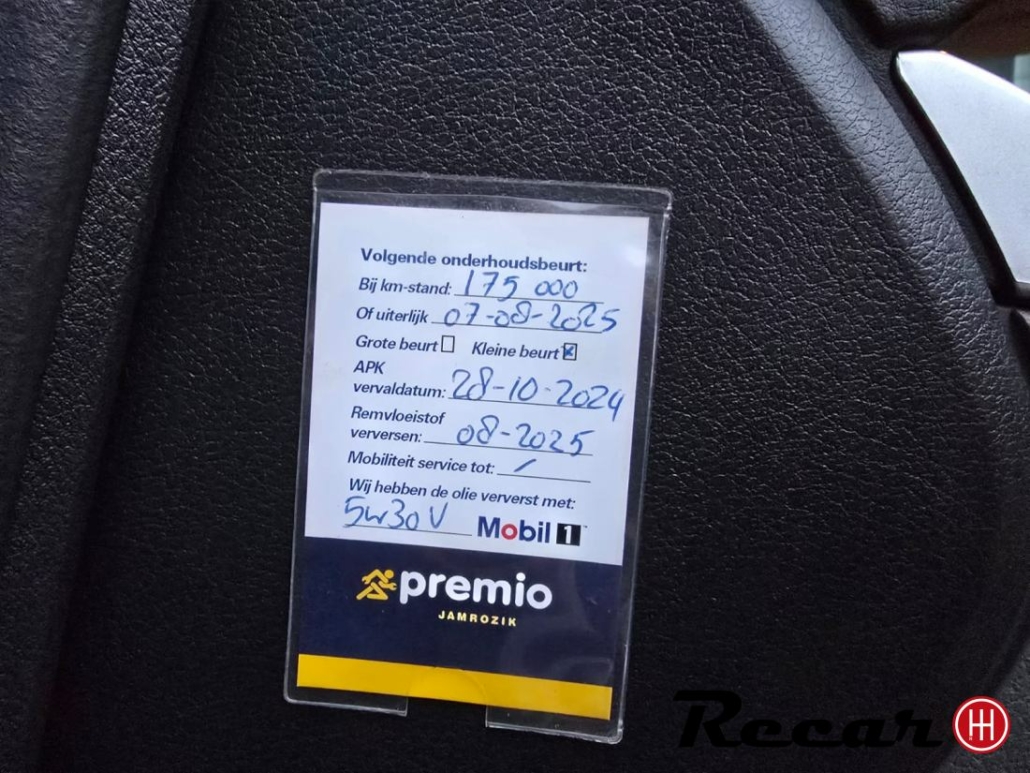 Volgende onderhoudsbeurt:
Bij km-stand: 175 000
Of uiterlijk 07-08-2025
Grote beurt Kleine beurt
APK
vervaldatum: 28-10-2024
Remvloeistof
verversen: 08-2025
Mobiliteit service tot: /
Wij hebben de olie ververst met:
5w30 V Mobil 1
premio
JAMROZIK
Recar H